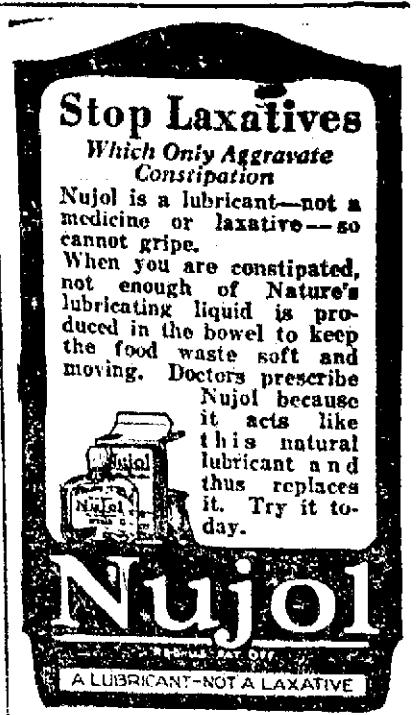 Stop Laxatives
Which Only Aggravate
Constipation
Nujol is a lubricant—not a
medicine or laxative—so
cannot gripe.
When you are constipated,
not enough of Nature's
lubricating liquid is pro-
duced in the bowel to keep
the food waste soft and
moving. Doctors prescribe
Nujol because
it acts like
this natural
lubricant and
thus replaces
it. Try it to-
day.
Nujol
Nujol
Nujol
REG. U.S. PAT. OFF.
A LUBRICANT-NOT A LAXATIVE